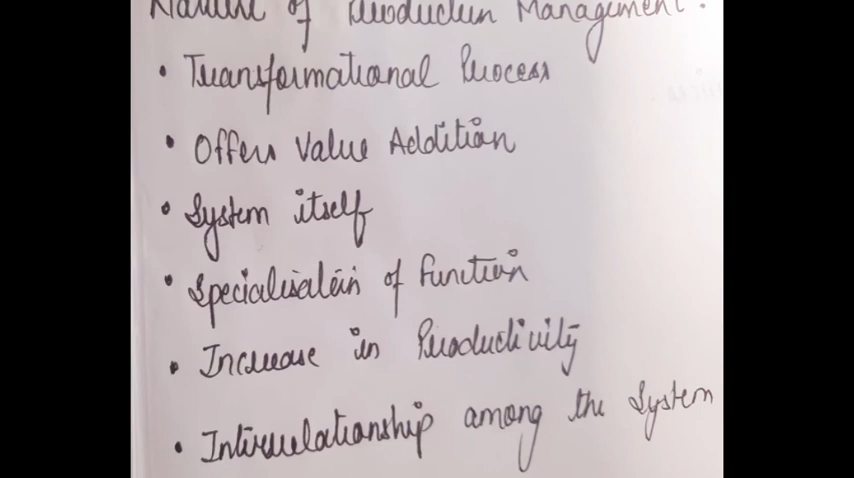 Nature of Production Management.
• Transformational Process
• Offers Value Addition
• System itself
• Specialisation of function
• Increase in Productivity
• Interrelationship among the System